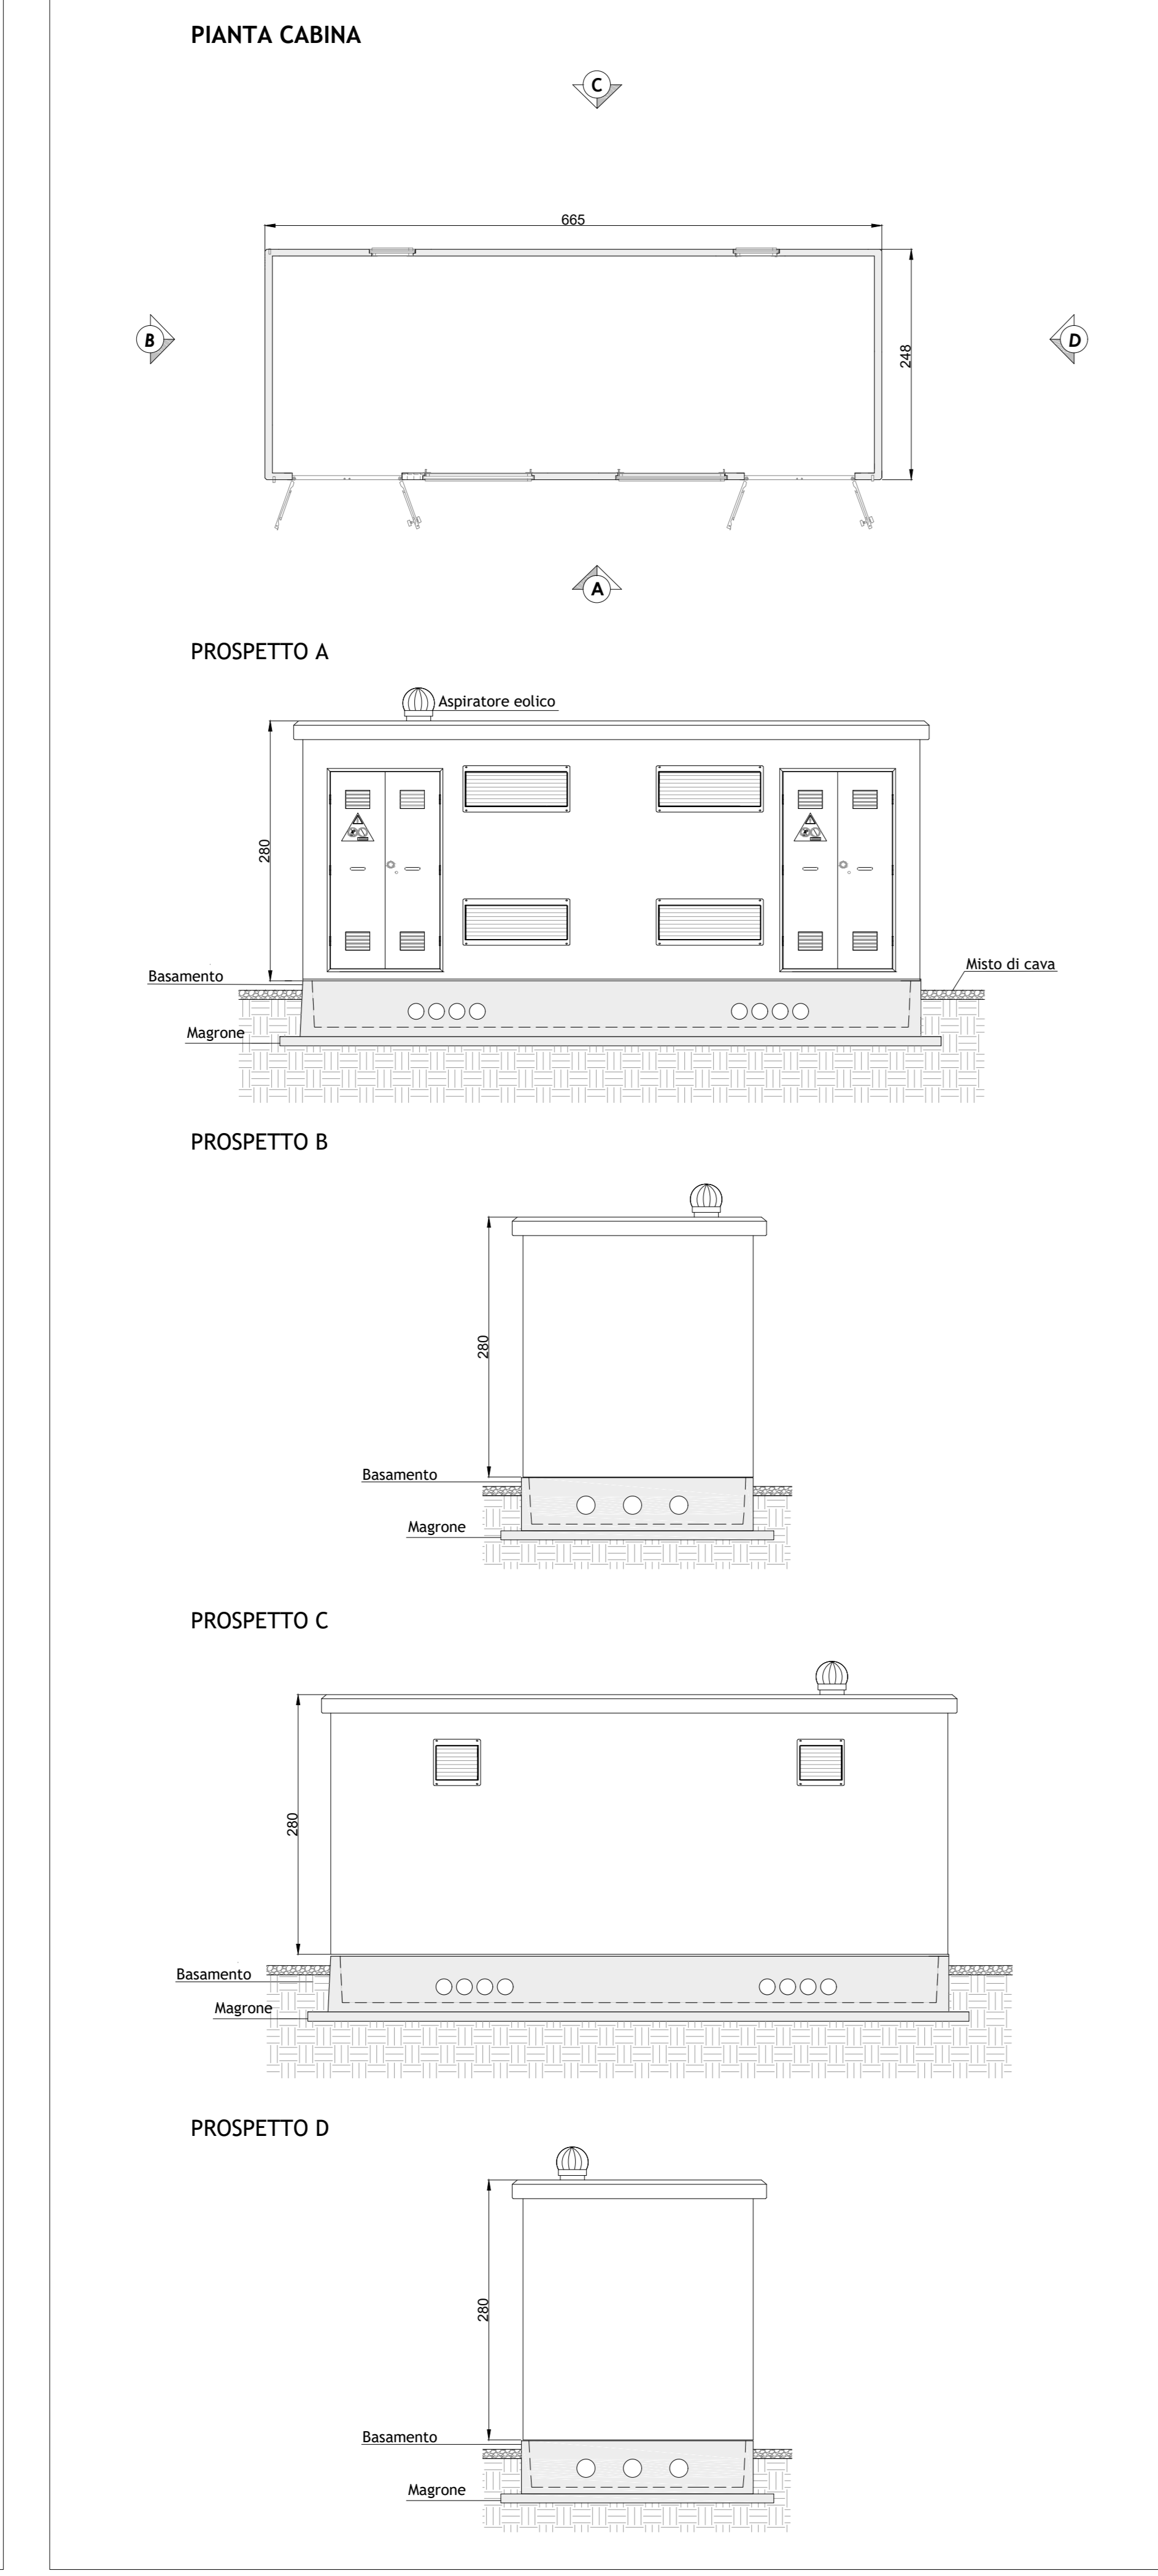 PIANTA CABINA
C
665
B
248
D
A
PROSPETTO A
Aspiratore eolico
280
Basamento
Misto di cava
Magrone
PROSPETTO B
280
Basamento
Magrone
PROSPETTO C
280
Basamento
Magrone
PROSPETTO D
280
Basamento
Magrone